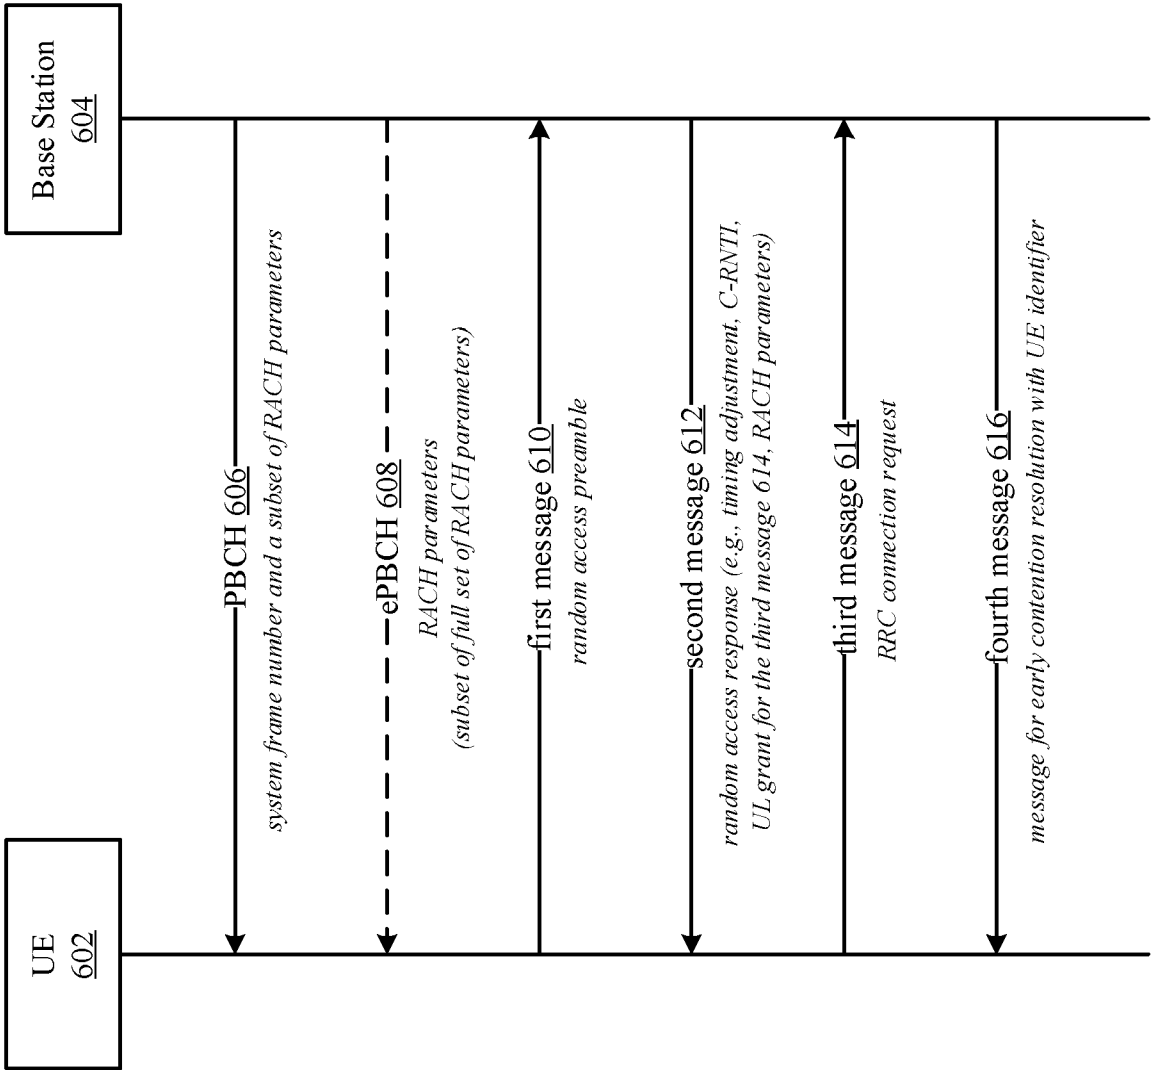 UE
602
Base Station
604
PBCH 606
system frame number and a subset of RACH parameters
ePBCH 608
RACH parameters
(subset of full set of RACH parameters)
first message 610
random access preamble
second message 612
random access response (e.g., timing adjustment, C-RNTI,
UL grant for the third message 614, RACH parameters)
third message 614
RRC connection request
fourth message 616
message for early contention resolution with UE identifier